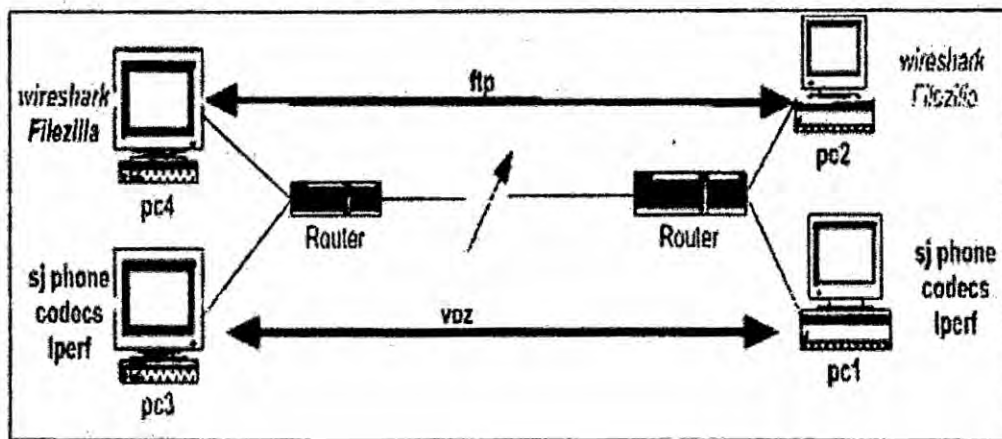 wireshark
Filezilla
pc4
ftp
wireshark
Filezilla
pc2
Router
Router
sj phone
codecs
Iperf
pc3
voz
sj phone
codecs
Iperf
pc1